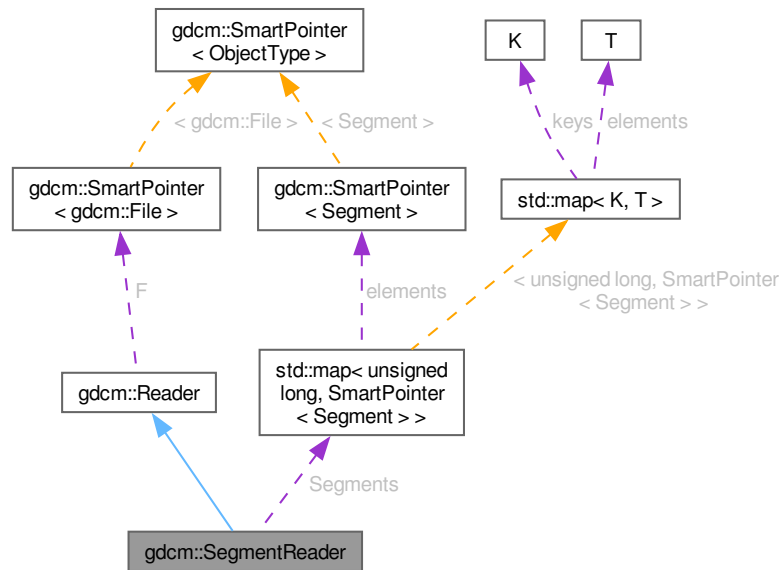 gdcm::SmartPointer
< ObjectType >
K
T
< gdcm::File >
< Segment >
keys
elements
gdcm::SmartPointer
< gdcm::File >
gdcm::SmartPointer
< Segment >
std::map< K, T >
F
elements
< unsigned long, SmartPointer
< Segment > >
gdcm::Reader
std::map< unsigned
long, SmartPointer
< Segment > >
Segments
gdcm::SegmentReader